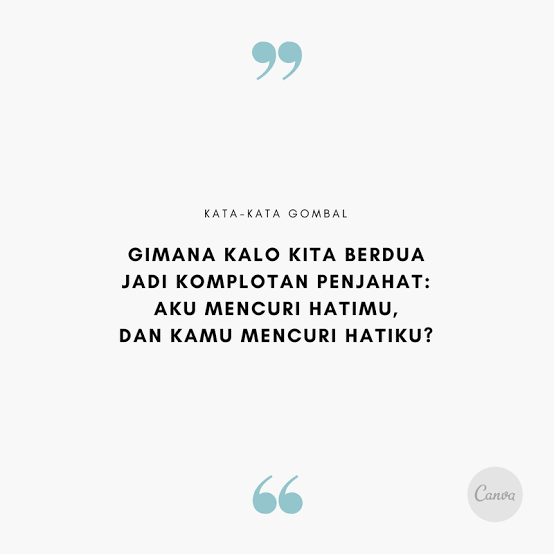 ”
KATA-KATA GOMBAL
GIMANA KALO KITA BERDUA
JADI KOMPLOTAN PENJAHAT:
AKU MENCURI HATIMU,
DAN KAMU MENCURI HATIKU?
“
Canva